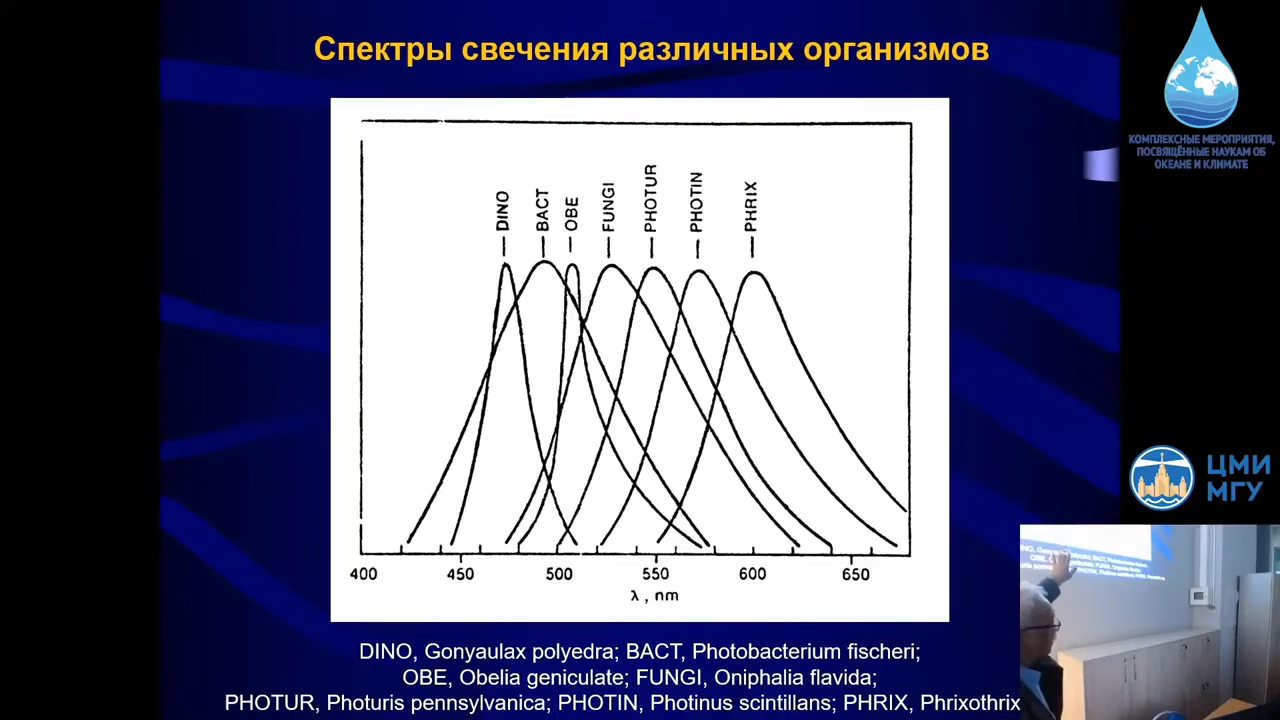 Спектры свечения различных организмов
КОМПЛЕКСНЫЕ МЕРОПРИЯТИЯ,
ПОСВЯЩЁННЫЕ НАУКАМ ОБ
ОКЕАНЕ И КЛИМАТЕ
DINO
BACT
OBE
FUNGI
PHOTUR
PHOTIN
PHRIX
400 450 500 550 600 650
λ , nm
ЦМИ
МГУ
DINO, Gonyaulax polyedra; BACT, Photobacterium fischeri;
OBE, Obelia geniculate; FUNGI, Oniphalia flavida;
PHOTUR, Photuris pennsylvanica; PHOTIN, Photinus scintillans; PHRIX, Phrixothrix